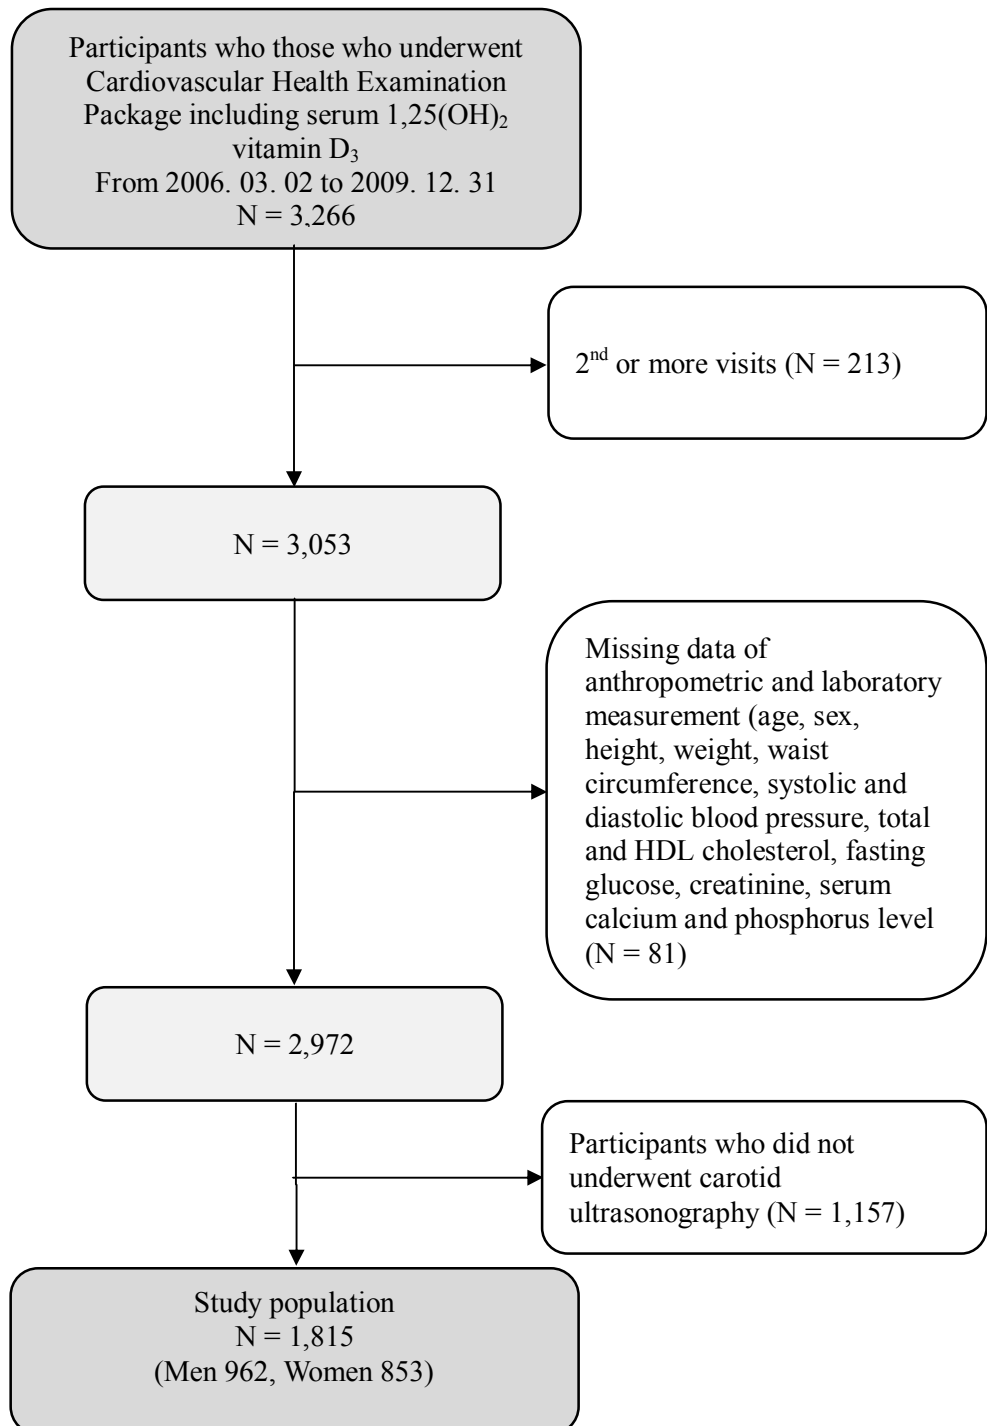 Participants who those who underwent
Cardiovascular Health Examination
Package including serum 1,25(OH)₂
vitamin D₃
From 2006. 03. 02 to 2009. 12. 31
N = 3,266
2ⁿᵈ or more visits (N = 213)
N = 3,053
Missing data of
anthropometric and laboratory
measurement (age, sex,
height, weight, waist
circumference, systolic and
diastolic blood pressure, total
and HDL cholesterol, fasting
glucose, creatinine, serum
calcium and phosphorus level
(N = 81)
N = 2,972
Participants who did not
underwent carotid
ultrasonography (N = 1,157)
Study population
N = 1,815
(Men 962, Women 853)